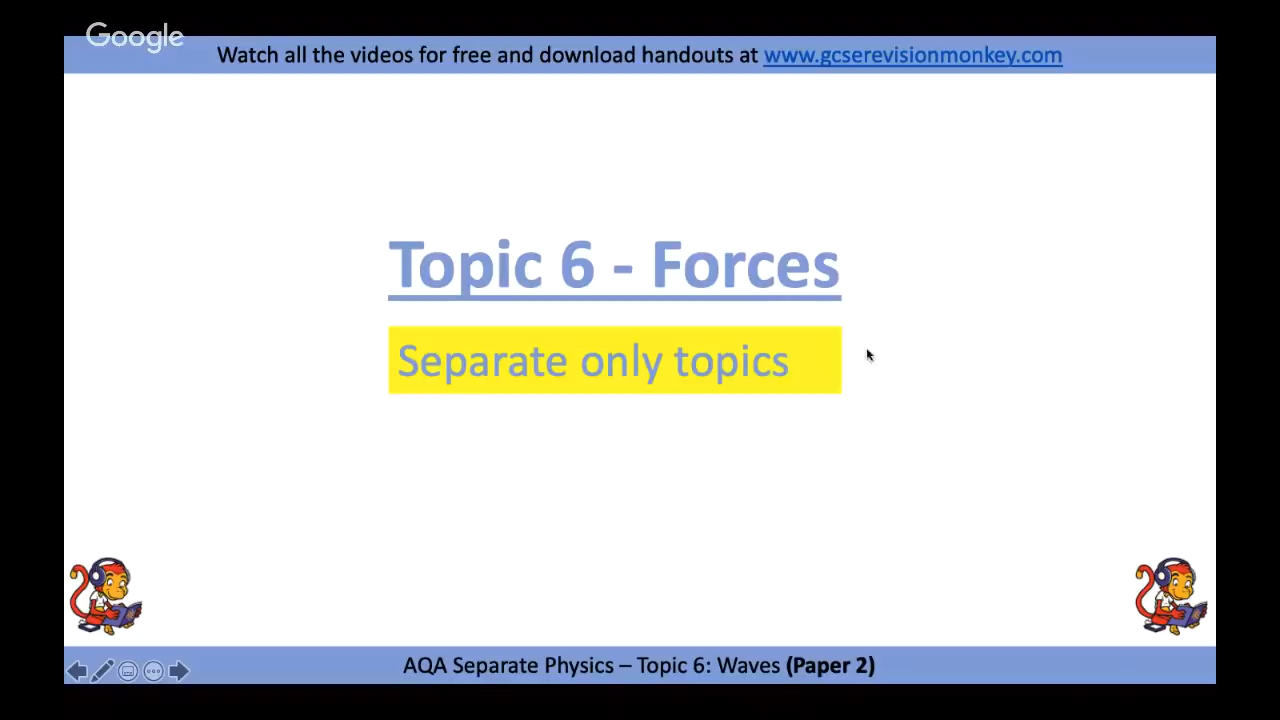 Google
Watch all the videos for free and download handouts at www.gcserevisionmonkey.com
Topic 6 - Forces
Separate only topics
AQA Separate Physics – Topic 6: Waves (Paper 2)